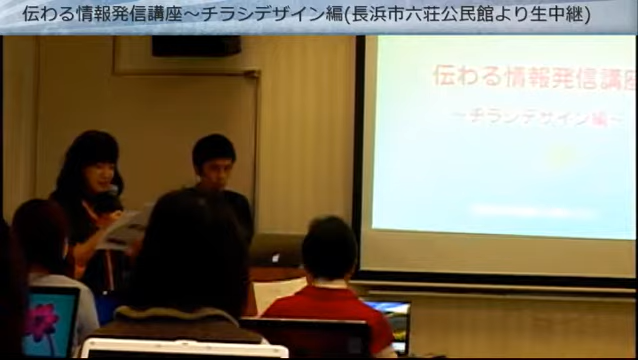 伝わる情報発信講座～チラシデザイン編(長浜市六荘公民館より生中継)
伝わる情報発信講座
～チラシデザイン編～